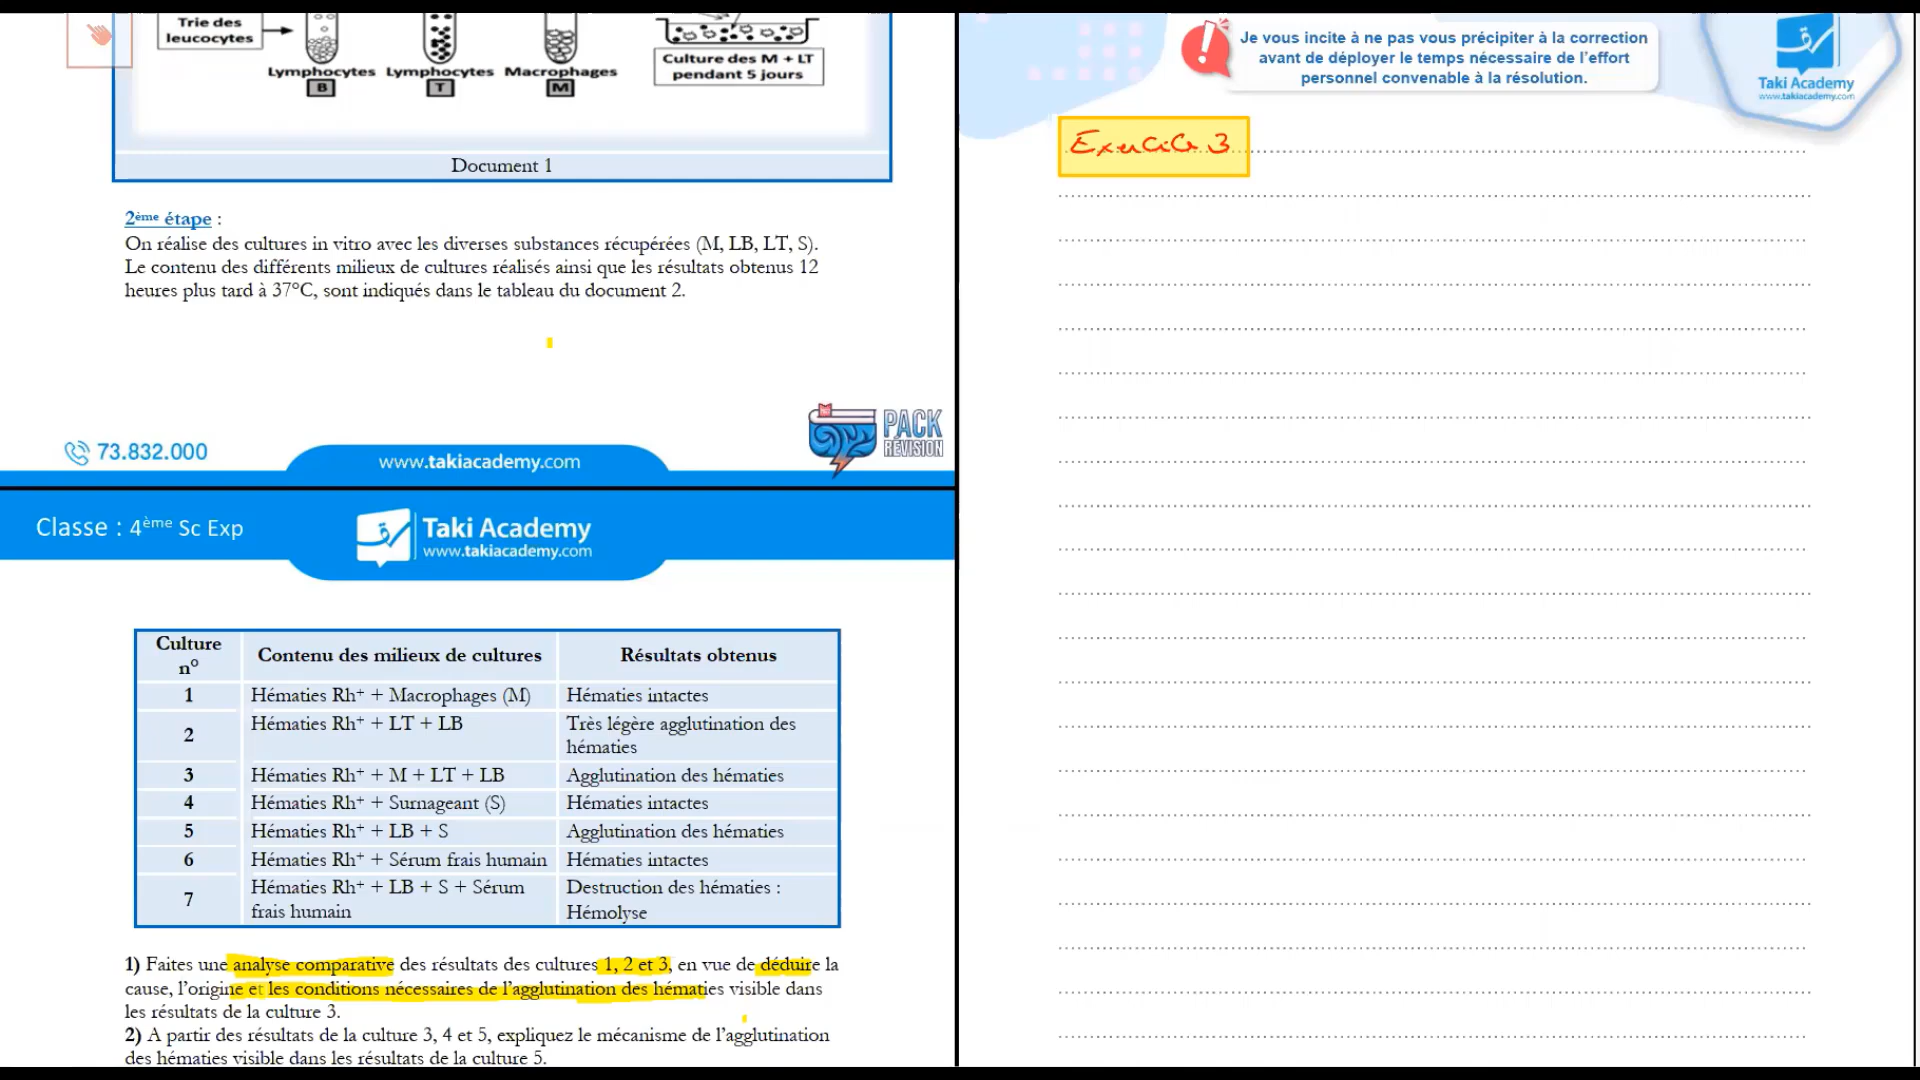 Trie des
leucocytes
Lymphocytes Lymphocytes Macrophages
B T M
Culture des M + LT
pendant 5 jours
Document 1
2ème étape :
On réalise des cultures in vitro avec les diverses substances récupérées (M, LB, LT, S).
Le contenu des différents milieux de cultures réalisés ainsi que les résultats obtenus 12
heures plus tard à 37°C, sont indiqués dans le tableau du document 2.
73.832.000
www.takiacademy.com
PACK
RÉVISION
Classe : 4ème Sc Exp
Taki Academy
www.takiacademy.com
Culture n° Contenu des milieux de cultures Résultats obtenus
1 Hématies Rh+ + Macrophages (M) Hématies intactes
2 Hématies Rh+ + LT + LB Très légère agglutination des hématies
3 Hématies Rh+ + M + LT + LB Agglutination des hématies
4 Hématies Rh+ + Surnageant (S) Hématies intactes
5 Hématies Rh+ + LB + S Agglutination des hématies
6 Hématies Rh+ + Sérum frais humain Hématies intactes
7 Hématies Rh+ + LB + S + Sérum frais humain Destruction des hématies : Hémolyse
1) Faites une analyse comparative des résultats des cultures 1, 2 et 3, en vue de déduire la
cause, l'origine et les conditions nécessaires de l'agglutination des hématies visible dans
les résultats de la culture 3.
2) A partir des résultats de la culture 3, 4 et 5, expliquez le mécanisme de l'agglutination
des hématies visible dans les résultats de la culture 5.
Je vous incite à ne pas vous précipiter à la correction
avant de déployer le temps nécessaire de l'effort
personnel convenable à la résolution.
Taki Academy
www.takiacademy.com
Exercice 3